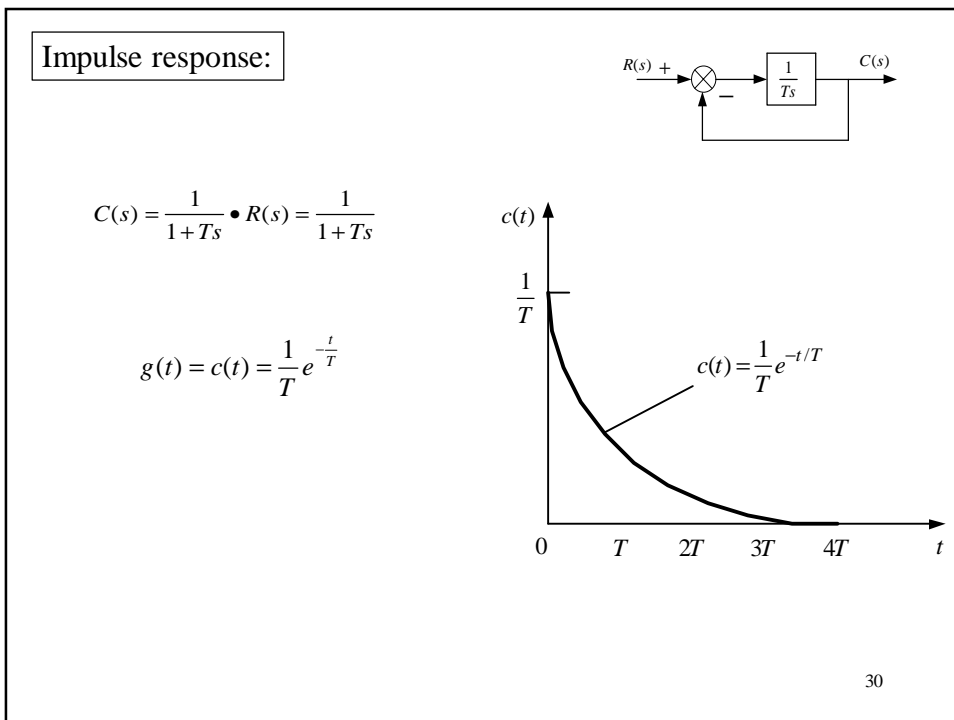 Impulse response:
R(s) + − 1/Ts C(s)
C(s) = 1/(1+Ts) • R(s) = 1/(1+Ts)
g(t) = c(t) = 1/T e^(−t/T)
c(t)
1/T
c(t) = 1/T e^(−t/T)
0 T 2T 3T 4T t
30